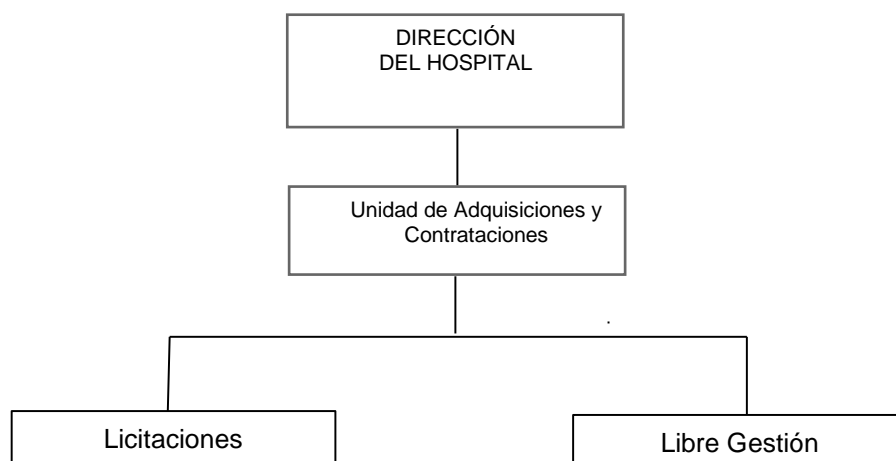 DIRECCIÓN
DEL HOSPITAL
Unidad de Adquisiciones y
Contrataciones
.
Licitaciones
Libre Gestión